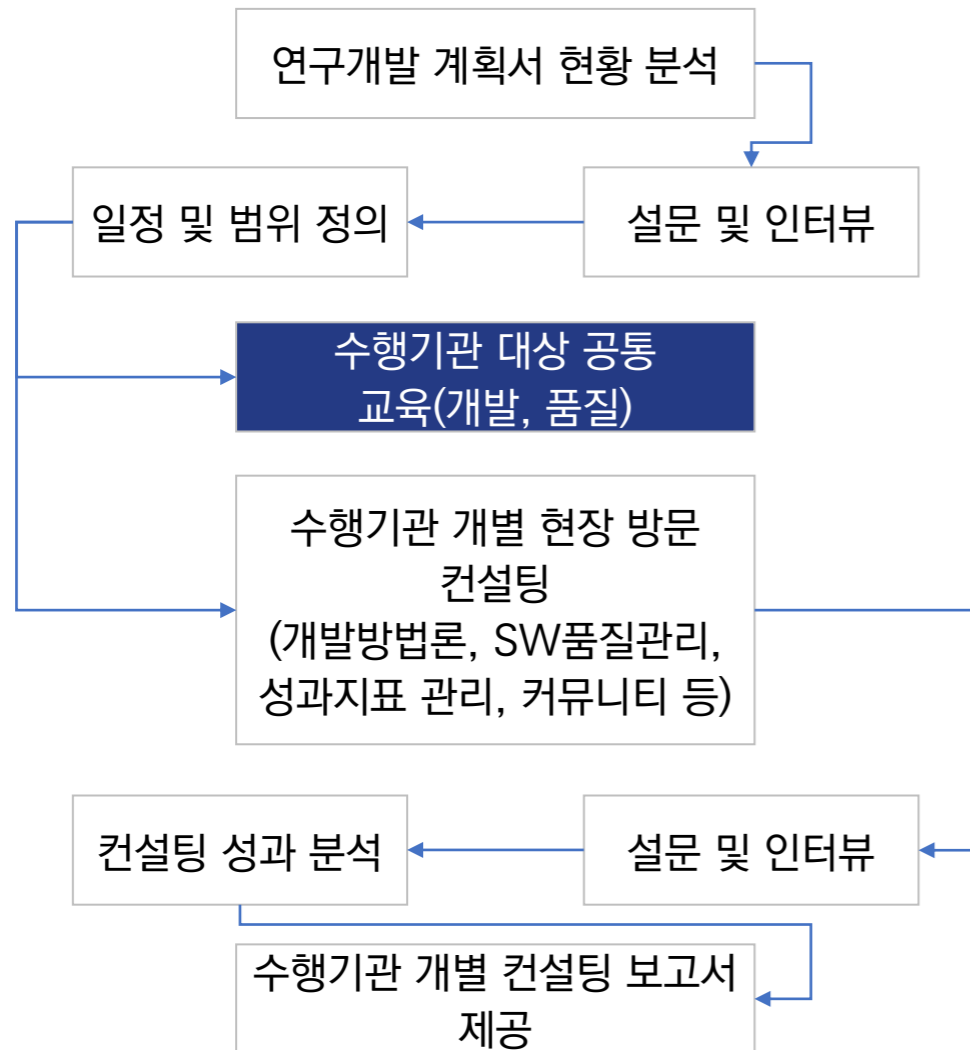 연구개발 계획서 현황 분석
일정 및 범위 정의
설문 및 인터뷰
수행기관 대상 공통
교육(개발, 품질)
수행기관 개별 현장 방문
컨설팅
(개발방법론, SW품질관리,
성과지표 관리, 커뮤니티 등)
컨설팅 성과 분석
설문 및 인터뷰
수행기관 개별 컨설팅 보고서
제공